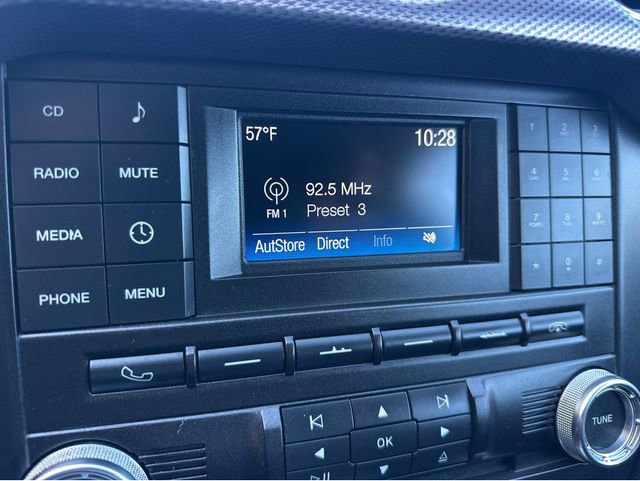 CD
RADIO
MUTE
MEDIA
PHONE
MENU
57°F
10:28
92.5 MHz
FM 1
Preset 3
AutStore Direct Info
1 2 3
4 5 6
7 8 9
* 0 #
OK
TUNE